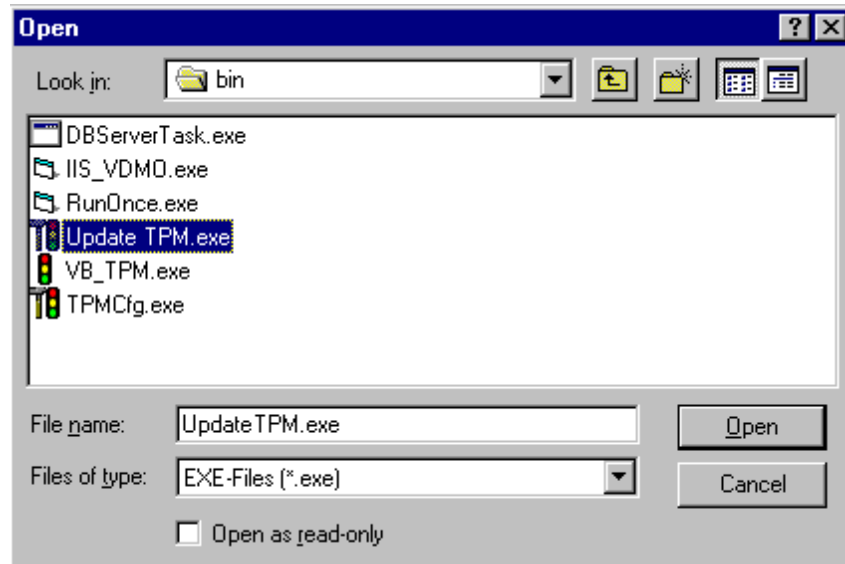 Open
Look in: bin
DBServerTask.exe
IIS_VDMO.exe
RunOnce.exe
Update TPM.exe
VB_TPM.exe
TPMCfg.exe
File name: UpdateTPM.exe Open
Files of type: EXE-Files (*.exe) Cancel
Open as read-only